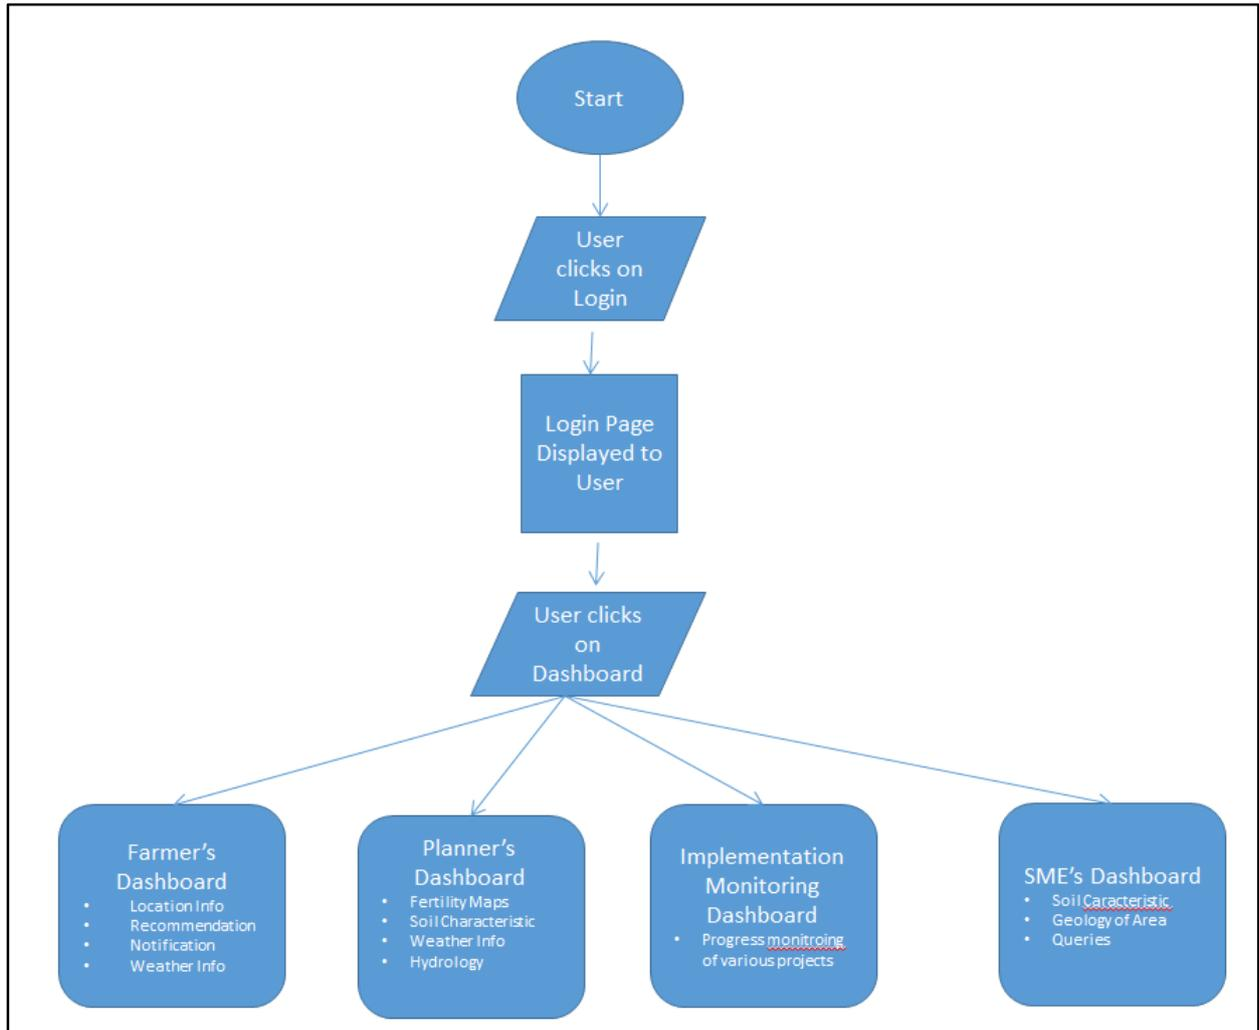 Start
User
clicks on
Login
Login Page
Displayed to
User
User clicks
on
Dashboard
Farmer's
Dashboard
• Location Info
• Recommendation
• Notification
• Weather Info
Planner's
Dashboard
• Fertility Maps
• Soil Characteristic
• Weather Info
• Hydrology
Implementation
Monitoring
Dashboard
• Progress monitroing
of various projects
SME's Dashboard
• Soil Caracteristic
• Geology of Area
• Queries